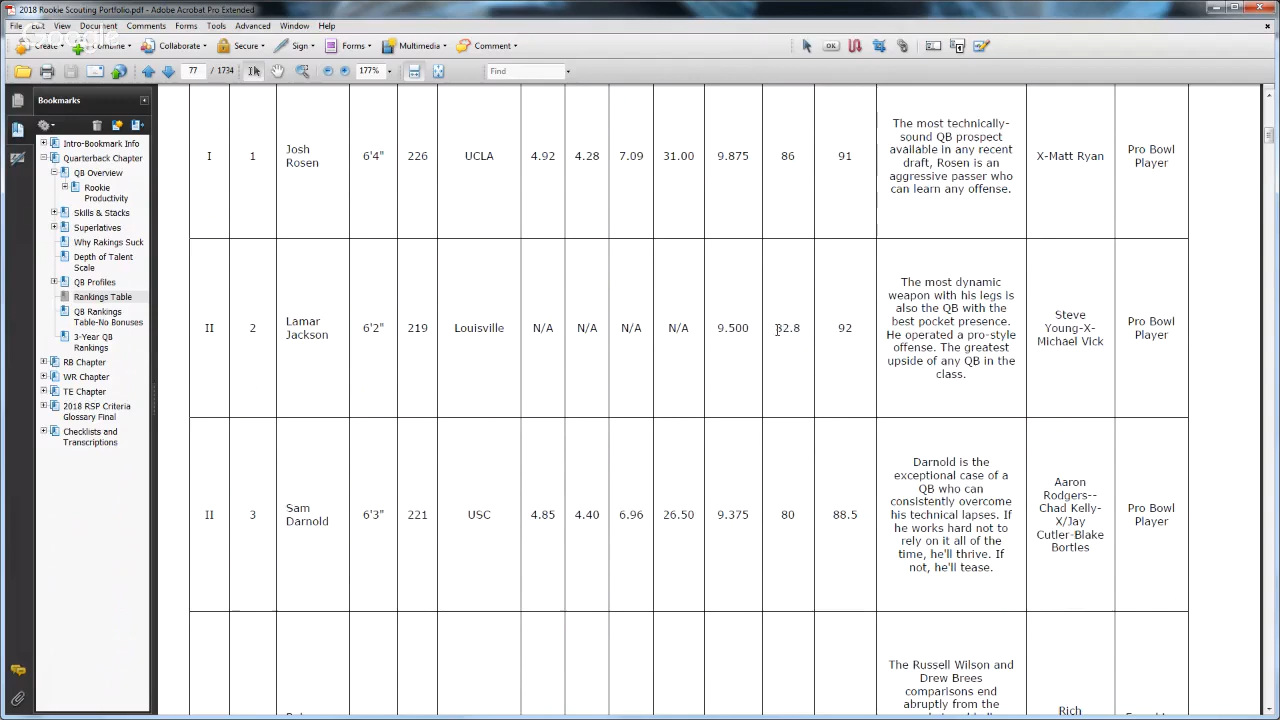 2018 Rookie Scouting Portfolio.pdf - Adobe Acrobat Pro Extended
File Edit View Document Comments Forms Tools Advanced Window Help
Google
Create Combine Collaborate Secure Sign Forms Multimedia Comment
77 / 1734 177% Find
Bookmarks
Intro-Bookmark Info
Quarterback Chapter
QB Overview
Rookie
Productivity
Skills & Stacks
Superlatives
Why Rakings Suck
Depth of Talent
Scale
QB Profiles
Rankings Table
QB Rankings
Table-No Bonuses
3-Year QB
Rankings
RB Chapter
WR Chapter
TE Chapter
2018 RSP Criteria
Glossary Final
Checklists and
Transcriptions
I
1
Josh
Rosen
6'4"
226
UCLA
4.92
4.28
7.09
31.00
9.875
86
91
The most technically-
sound QB prospect
available in any recent
draft, Rosen is an
aggressive passer who
can learn any offense.
X-Matt Ryan
Pro Bowl
Player
II
2
Lamar
Jackson
6'2"
219
Louisville
N/A
N/A
N/A
N/A
9.500
92
The most dynamic
weapon with his legs is
also the QB with the
best pocket presence.
He operated a pro-style
offense. The greatest
upside of any QB in the
class.
Steve
Young-X-
Michael Vick
Pro Bowl
Player
II
3
Sam
Darnold
6'3"
221
USC
4.85
4.40
6.96
26.50
9.375
80
88.5
Darnold is the
exceptional case of a
QB who can
consistently overcome
his technical lapses. If
he works hard not to
rely on it all of the
time, he'll thrive. If
not, he'll tease.
Aaron
Rodgers--
Chad Kelly-
X/Jay
Cutler-Blake
Bortles
Pro Bowl
Player
The Russell Wilson and
Drew Brees
comparisons end
abruptly from the
Rich